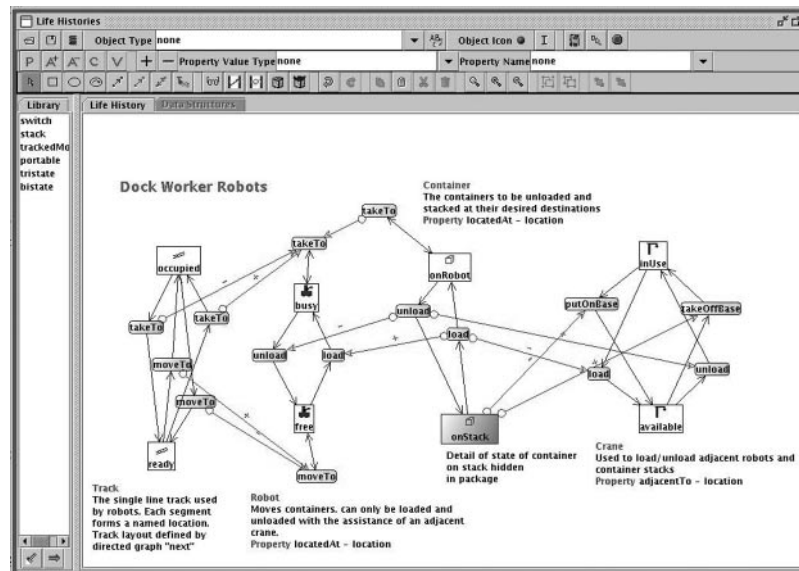 Life Histories
Object Type none
Object Icon
I
P A+ A- C V + − Property Value Type none
Property Name none
Library
Life History Data Structures
switch
stack
trackedMo
portable
tristate
bistate
Dock Worker Robots
Container
The containers to be unloaded and
stacked at their desired destinations
Property locatedAt - location
takeTo
takeTo
occupied
onRobot
inUse
busy
putOnBase
takeOffBase
takeTo
takeTo
unload
unload
load
load
moveTo
load
unload
moveTo
free
onStack
available
ready
moveTo
Detail of state of container
on stack hidden
in package
Crane
Used to load/unload adjacent robots and
container stacks
Property adjacentTo - location
Track
The single line track used
by robots. Each segment
forms a named location.
Track layout defined by
directed graph "next"
Robot
Moves containers. can only be loaded and
unloaded with the assistance of an adjacent
crane.
Property locatedAt - location